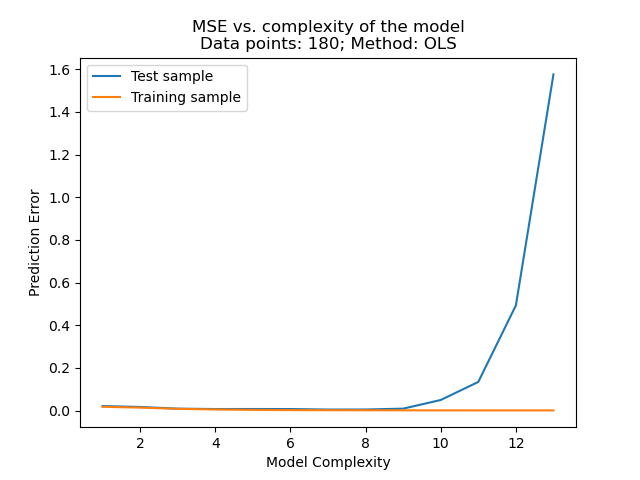 MSE vs. complexity of the model
Data points: 180; Method: OLS
Test sample
Training sample
Prediction Error
1.6
1.4
1.2
1.0
0.8
0.6
0.4
0.2
0.0
2 4 6 8 10 12
Model Complexity